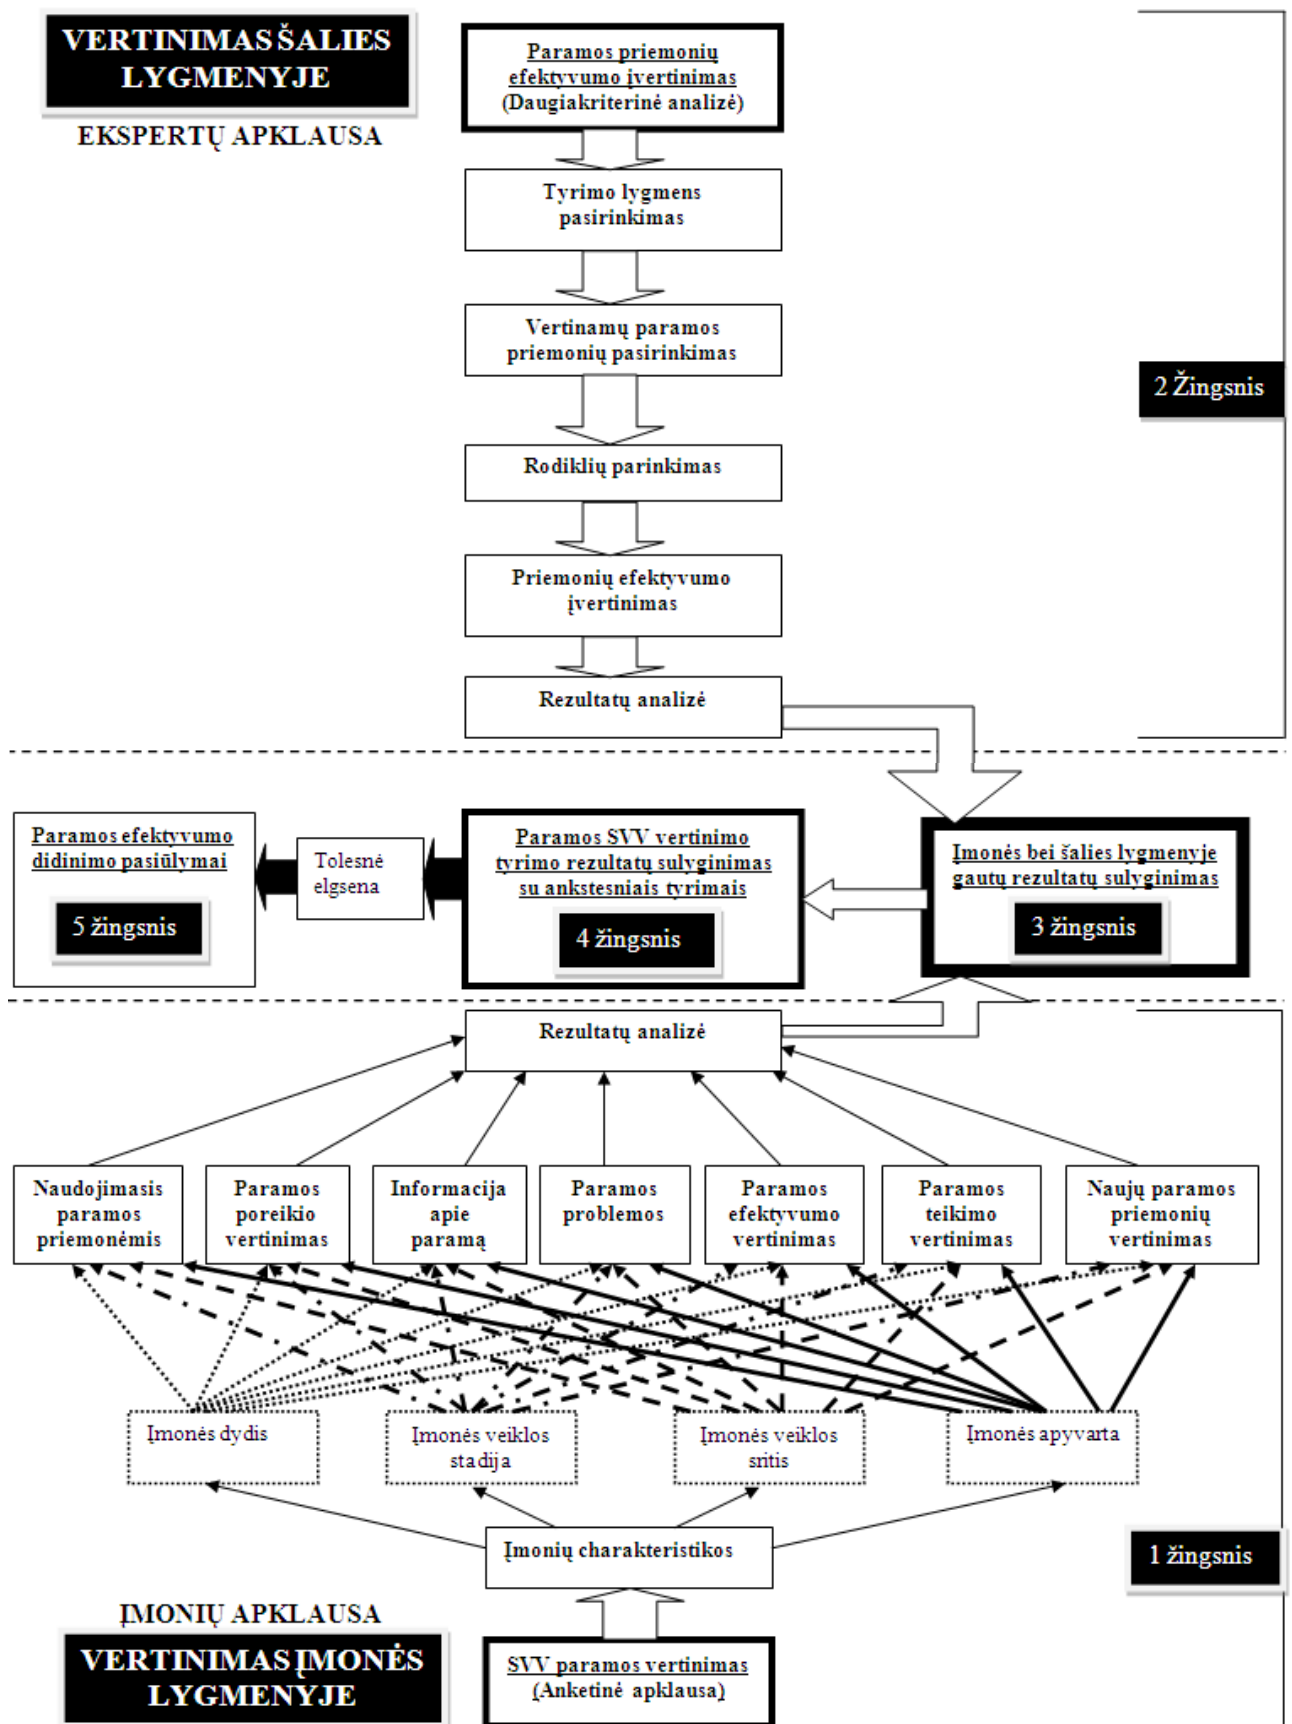 VERTINIMAS ŠALIES
LYGMENYJE
EKSPERTŲ APKLAUSA
Paramos priemonių
efektyvumo įvertinimas
(Daugiakriterinė analizė)
Tyrimo lygmens
pasirinkimas
Vertinamų paramos
priemonių pasirinkimas
2 Žingsnis
Rodiklių parinkimas
Priemonių efektyvumo
įvertinimas
Rezultatų analizė
Paramos efektyvumo
didinimo pasiūlymai
5 žingsnis
Tolesnė
elgsena
Paramos SVV vertinimo
tyrimo rezultatų sulyginimas
su ankstesniais tyrimais
4 žingsnis
Įmonės bei šalies lygmenyje
gautų rezultatų sulyginimas
3 žingsnis
Rezultatų analizė
Naudojimasis
paramos
priemonėmis
Paramos
poreikio
vertinimas
Informacija
apie
paramą
Paramos
problemos
Paramos
efektyvumo
vertinimas
Paramos
teikimo
vertinimas
Naujų paramos
priemonių
vertinimas
Įmonės dydis
Įmonės veiklos
stadija
Įmonės veiklos
sritis
Įmonės apyvarta
Įmonių charakteristikos
1 žingsnis
ĮMONIŲ APKLAUSA
VERTINIMAS ĮMONĖS
LYGMENYJE
SVV paramos vertinimas
(Anketinė apklausa)